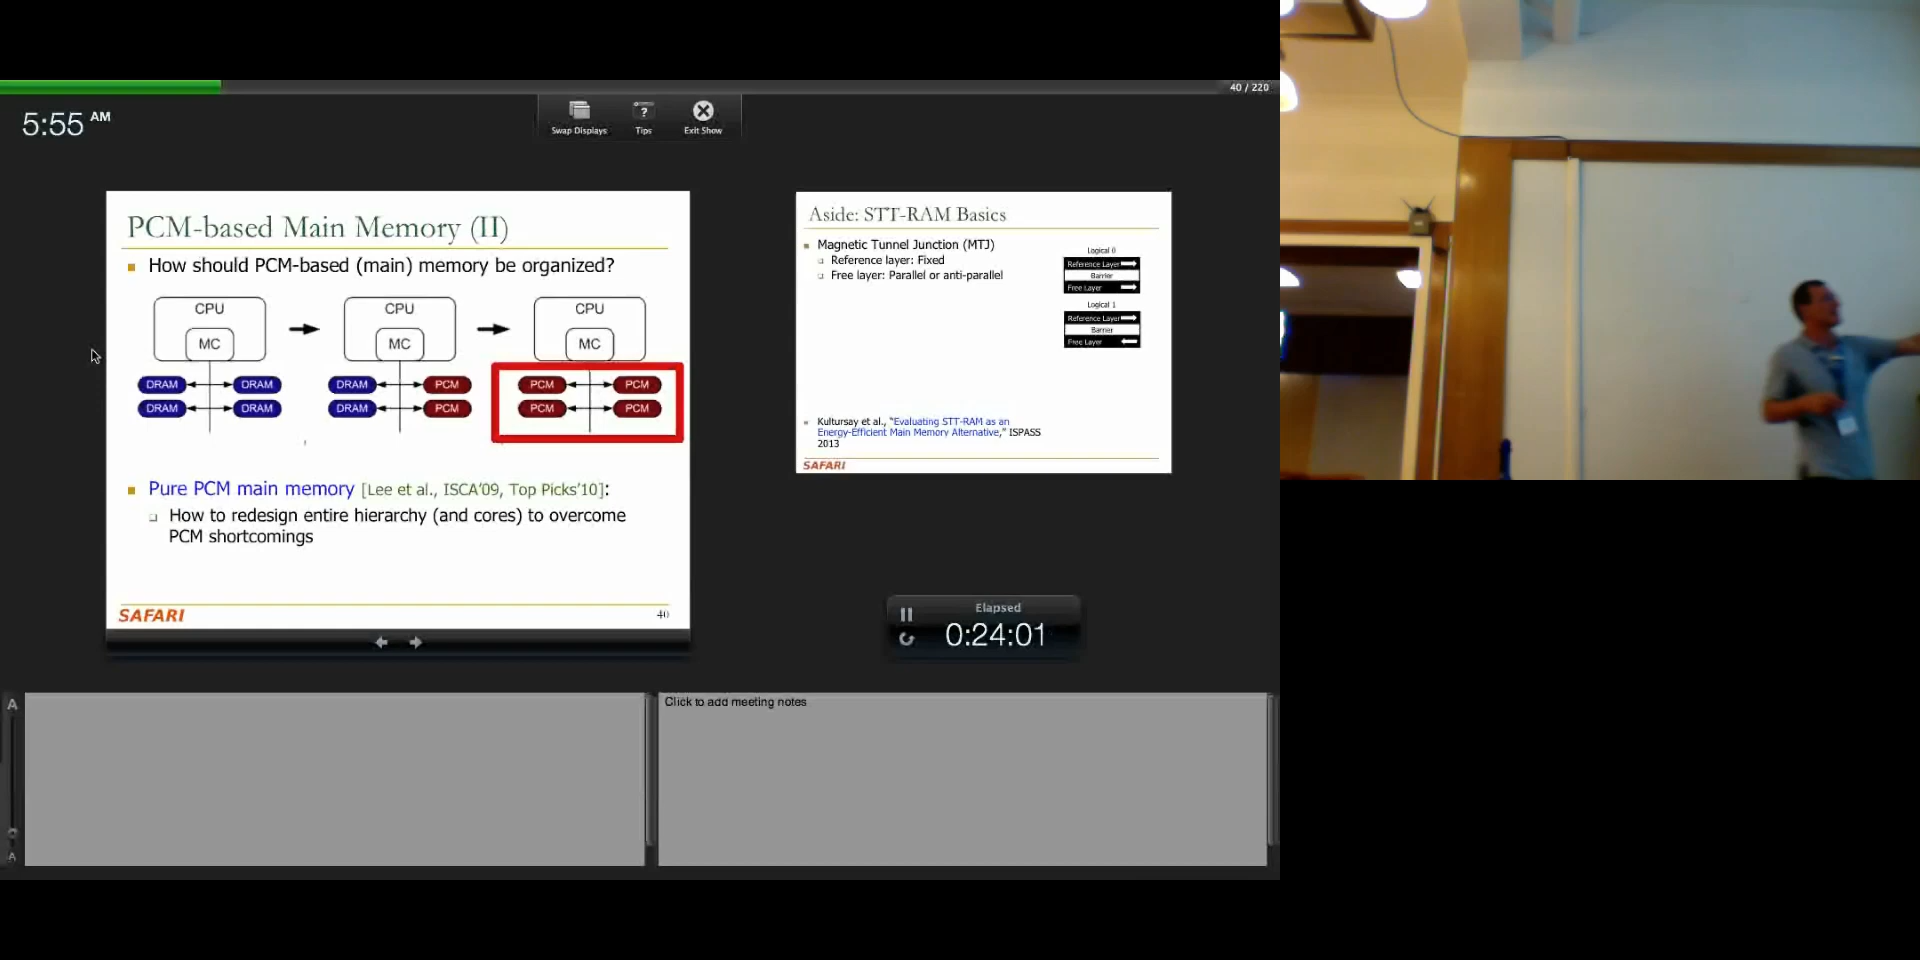 40 / 220
5:55 AM
Swap Displays
Tips
Exit Show
PCM-based Main Memory (II)
How should PCM-based (main) memory be organized?
CPU
MC
DRAM
DRAM
DRAM
DRAM
CPU
MC
DRAM
PCM
DRAM
PCM
CPU
MC
PCM
PCM
PCM
PCM
Pure PCM main memory [Lee et al., ISCA'09, Top Picks'10]:
How to redesign entire hierarchy (and cores) to overcome
PCM shortcomings
SAFARI
40
Aside: STT-RAM Basics
Magnetic Tunnel Junction (MTJ)
Reference layer: Fixed
Free layer: Parallel or anti-parallel
Logical 0
Reference Layer
Barrier
Free Layer
Logical 1
Reference Layer
Barrier
Free Layer
Kultursay et al., "Evaluating STT-RAM as an
Energy-Efficient Main Memory Alternative," ISPASS
2013
SAFARI
Elapsed
0:24:01
A
A
Click to add meeting notes